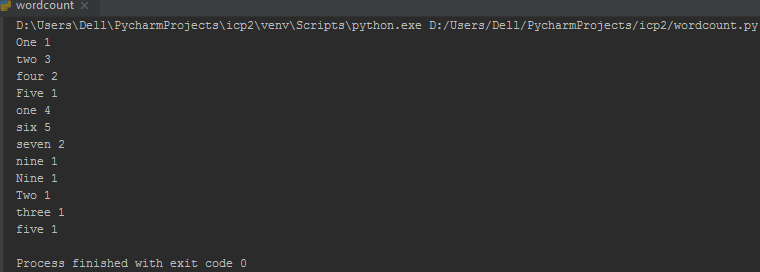 wordcount ×
D:\Users\Dell\PycharmProjects\icp2\venv\Scripts\python.exe D:/Users/Dell/PycharmProjects/icp2/wordcount.py
One 1
two 3
four 2
Five 1
one 4
six 5
seven 2
nine 1
Nine 1
Two 1
three 1
five 1
Process finished with exit code 0